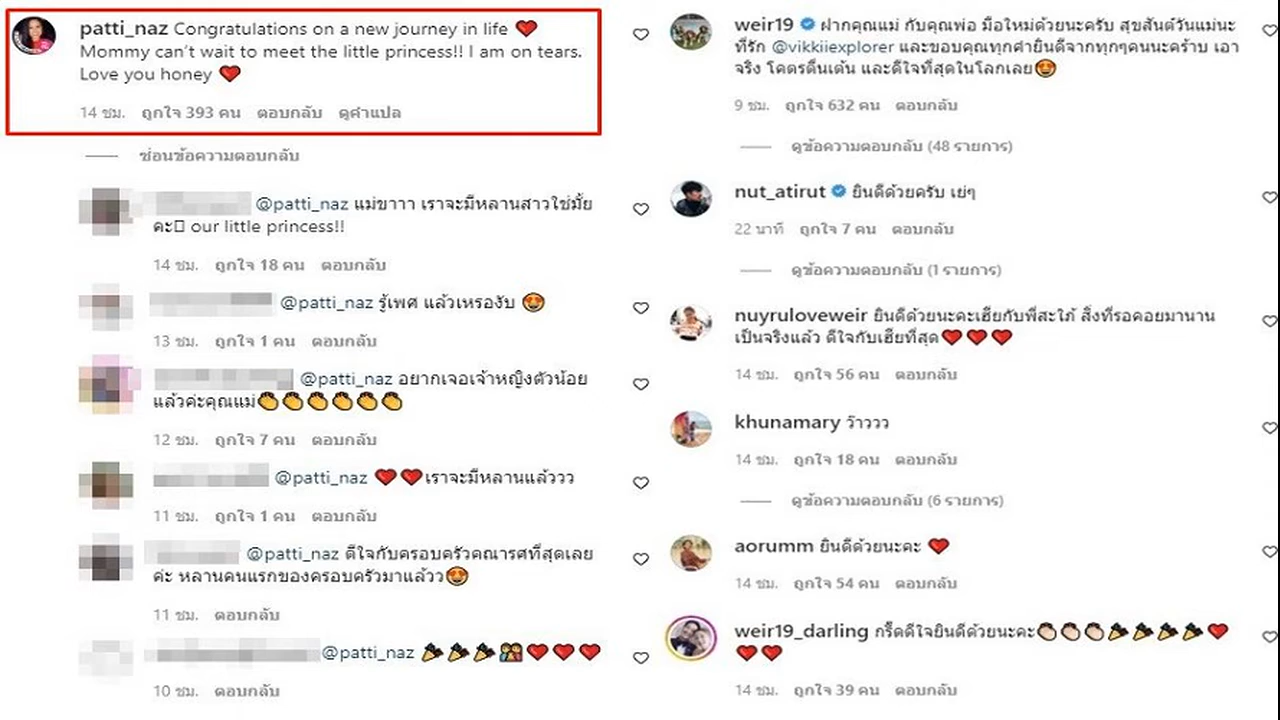 patti_naz Congratulations on a new journey in life ❤️
Mommy can't wait to meet the little princess!! I am on tears.
Love you honey ❤️
14 ชม. ถูกใจ 393 คน ตอบกลับ ดูคำแปล
ซ่อนข้อความตอบกลับ
@patti_naz แม่ขาาา เราจะมีหลานสาวใช่มั้ย
คะ□ our little princess!!
14 ชม. ถูกใจ 18 คน ตอบกลับ
@patti_naz รู้เพศ แล้วเหรองับ 😍
13 ชม. ถูกใจ 1 คน ตอบกลับ
@patti_naz อยากเจอเจ้าหญิงตัวน้อย
แล้วค่ะคุณแม่👏👏👏👏👏👏
12 ชม. ถูกใจ 7 คน ตอบกลับ
@patti_naz ❤️❤️เราจะมีหลานแล้ววว
11 ชม. ถูกใจ 1 คน ตอบกลับ
@patti_naz ดีใจกับครอบครัวคณารศที่สุดเลย
ค่ะ หลานคนแรกของครอบครัวมาแล้วว😍
11 ชม. ตอบกลับ
@patti_naz 🎉🎉🎉👫❤️❤️❤️
10 ชม. ตอบกลับ
weir19 ฝากคุณแม่ กับคุณพ่อ มือใหม่ด้วยนะครับ สุขสันต์วันแม่นะ
ที่รัก @vikkiiexplorer และขอบคุณทุกคำยินดีจากทุกๆคนนะคร้าบ เอา
จริง โคตรตื่นเต้น และดีใจที่สุดในโลกเลย😍
9 ชม. ถูกใจ 632 คน ตอบกลับ
ดูข้อความตอบกลับ (48 รายการ)
nut_atirut ยินดีด้วยครับ เย่ๆ
22 นาที ถูกใจ 7 คน ตอบกลับ
ดูข้อความตอบกลับ (1 รายการ)
nuyruloveweir ยินดีด้วยนะคะเฮียกับพี่สะใภ้ สิ่งที่รอคอยมานาน
เป็นจริงแล้ว ดีใจกับเฮียที่สุด❤️❤️❤️
14 ชม. ถูกใจ 56 คน ตอบกลับ
khunamary ว๊าววว
14 ชม. ถูกใจ 18 คน ตอบกลับ
ดูข้อความตอบกลับ (6 รายการ)
aorumm ยินดีด้วยนะคะ ❤️
14 ชม. ถูกใจ 54 คน ตอบกลับ
weir19_darling กรี๊ดดีใจยินดีด้วยนะคะ👏🏻👏🏻👏🏻🎉🎉🎉🎉❤️
❤️❤️
14 ชม. ถูกใจ 39 คน ตอบกลับ